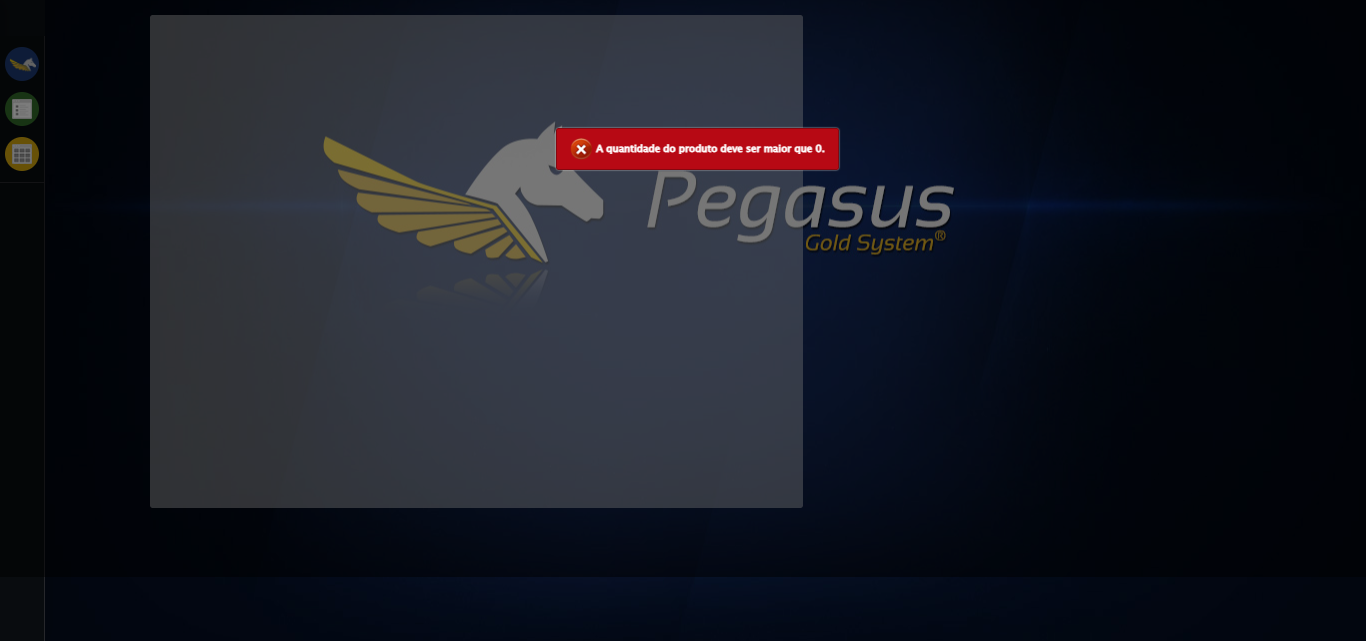 A quantidade do produto deve ser maior que 0.
Pegasus
Gold System®